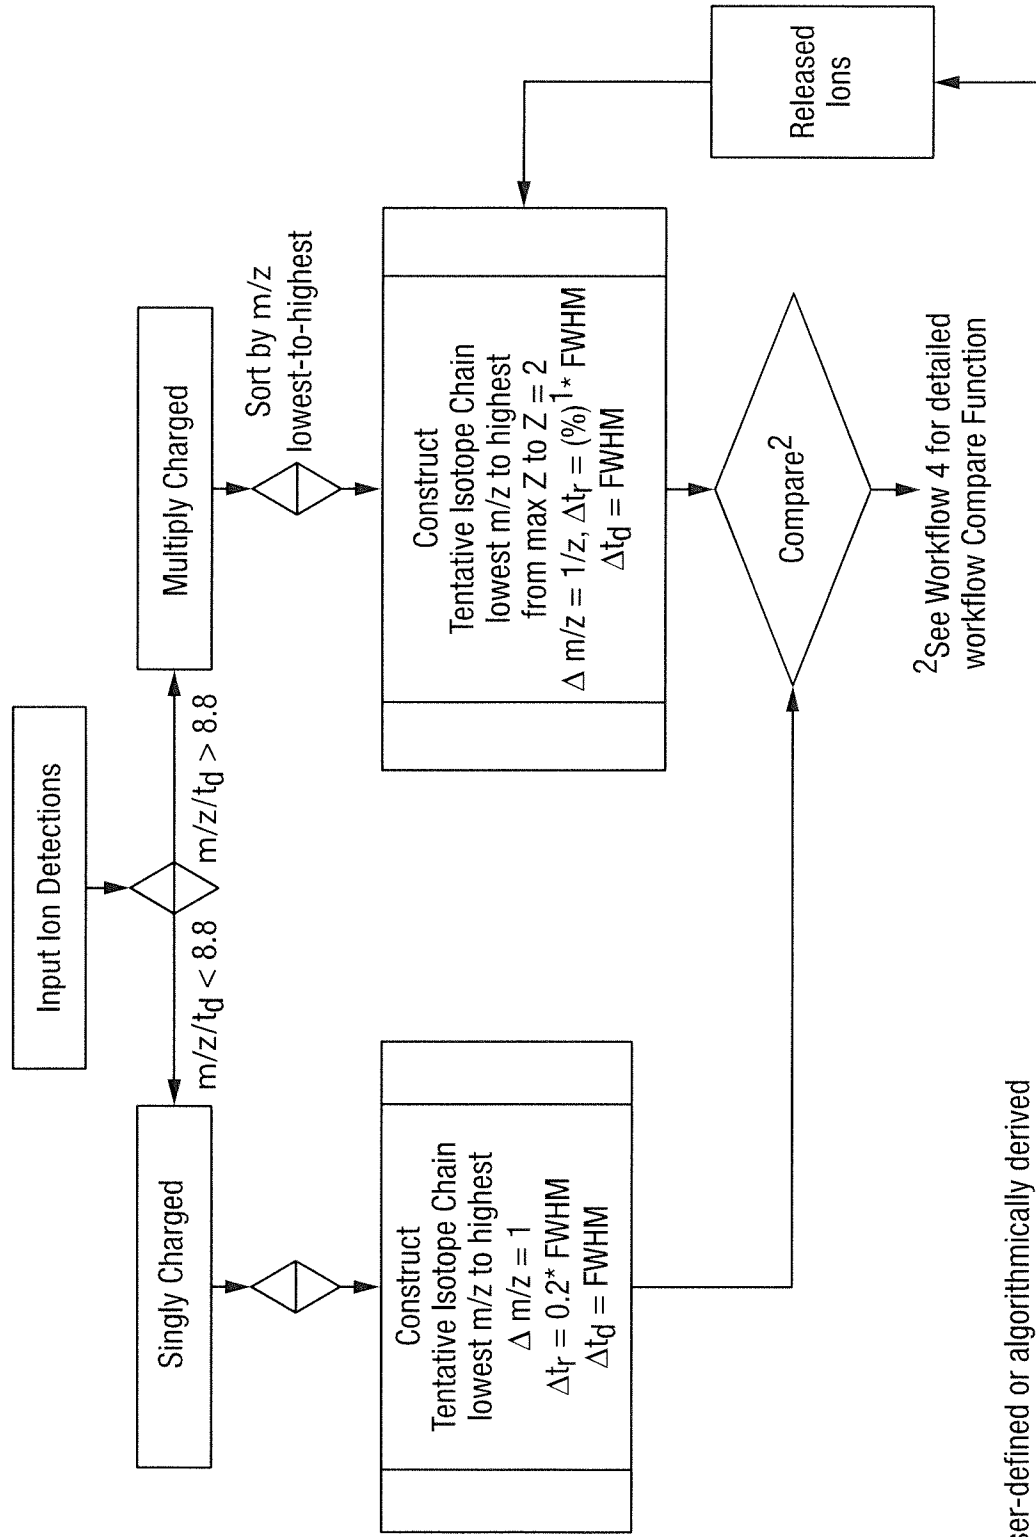 Input Ion Detections
m/z/td < 8.8
m/z/td > 8.8
Singly Charged
Multiply Charged
Sort by m/z
lowest-to-highest
Construct
Tentative Isotope Chain
lowest m/z to highest
Δ m/z = 1
Δtr = 0.2* FWHM
Δtd = FWHM
Construct
Tentative Isotope Chain
lowest m/z to highest
from max Z to Z = 2
Δ m/z = 1/z, Δtr = (%)1* FWHM
Δtd = FWHM
Released
Ions
Compare2
2See Workflow 4 for detailed
workflow Compare Function
or algorithmically derived